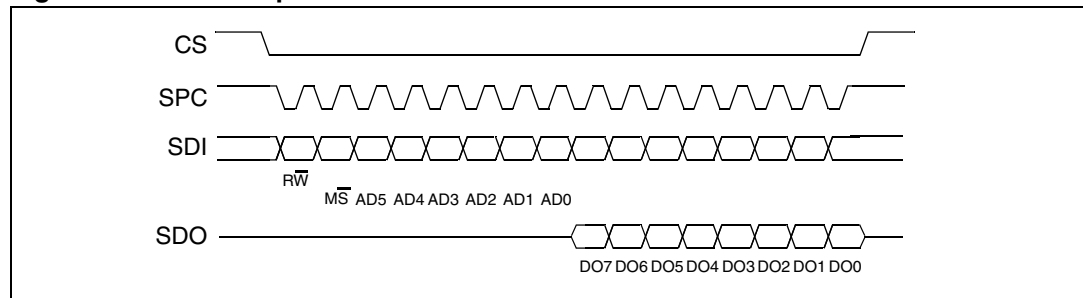 CS
SPC
SDI
RW̅
MS̅ AD5 AD4 AD3 AD2 AD1 AD0
SDO
DO7 DO6 DO5 DO4 DO3 DO2 DO1 DO0